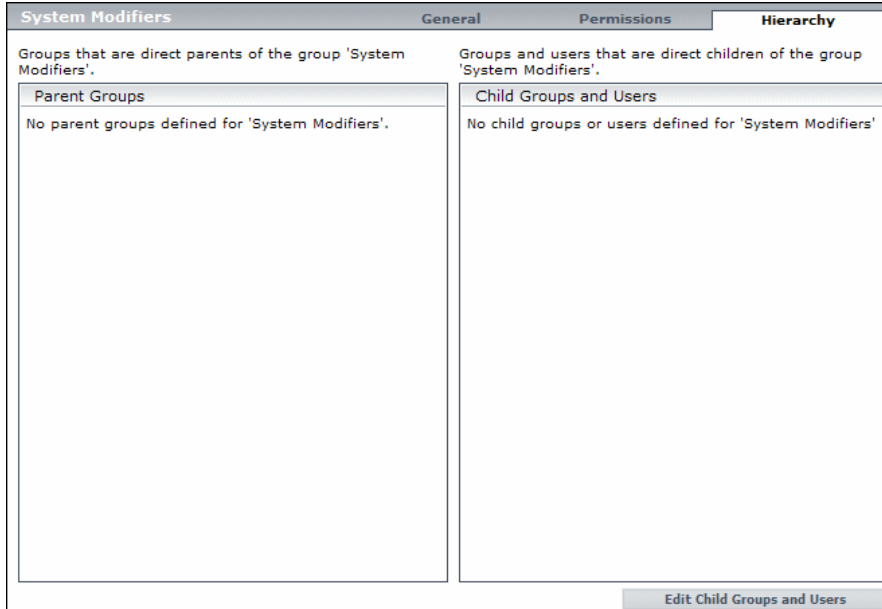 System Modifiers General Permissions Hierarchy
Groups that are direct parents of the group 'System
Modifiers'.
Groups and users that are direct children of the group
'System Modifiers'.
Parent Groups
No parent groups defined for 'System Modifiers'.
Child Groups and Users
No child groups or users defined for 'System Modifiers'
Edit Child Groups and Users